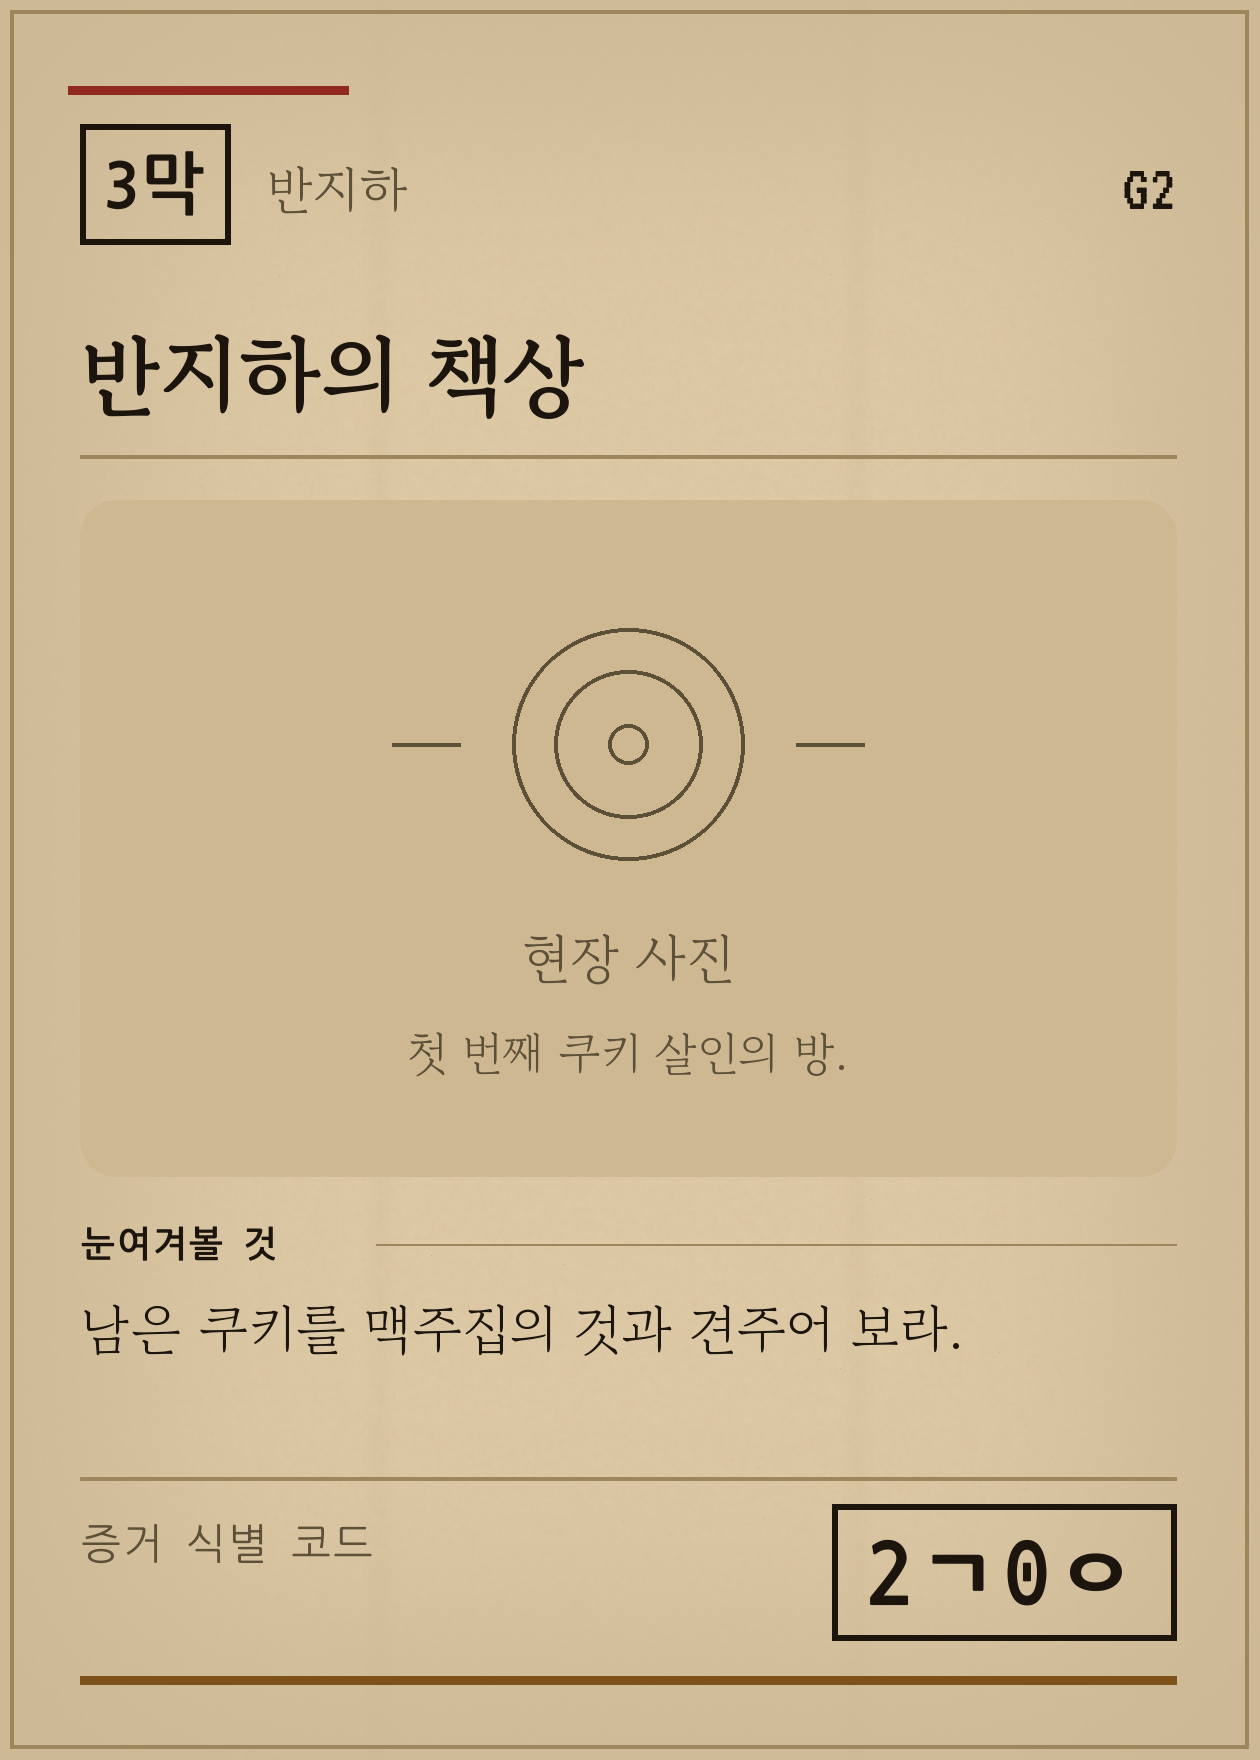 3막 반지하 G2
반지하의 책상
현장 사진
첫 번째 쿠키 살인의 방.
눈여겨볼 것
남은 쿠키를 맥주집의 것과 견주어 보라.
증거 식별 코드 2ㄱ0ㅇ